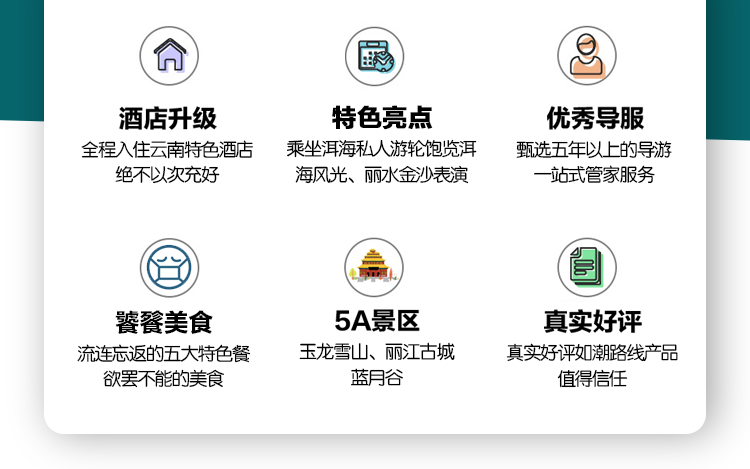 酒店升级
全程入住云南特色酒店
绝不以次充好
特色亮点
乘坐洱海私人游轮饱览洱
海风光、丽水金沙表演
优秀导服
甄选五年以上的导游
一站式管家服务
饕餮美食
流连忘返的五大特色餐
欲罢不能的美食
5A景区
玉龙雪山、丽江古城
蓝月谷
真实好评
真实好评如潮路线产品
值得信任